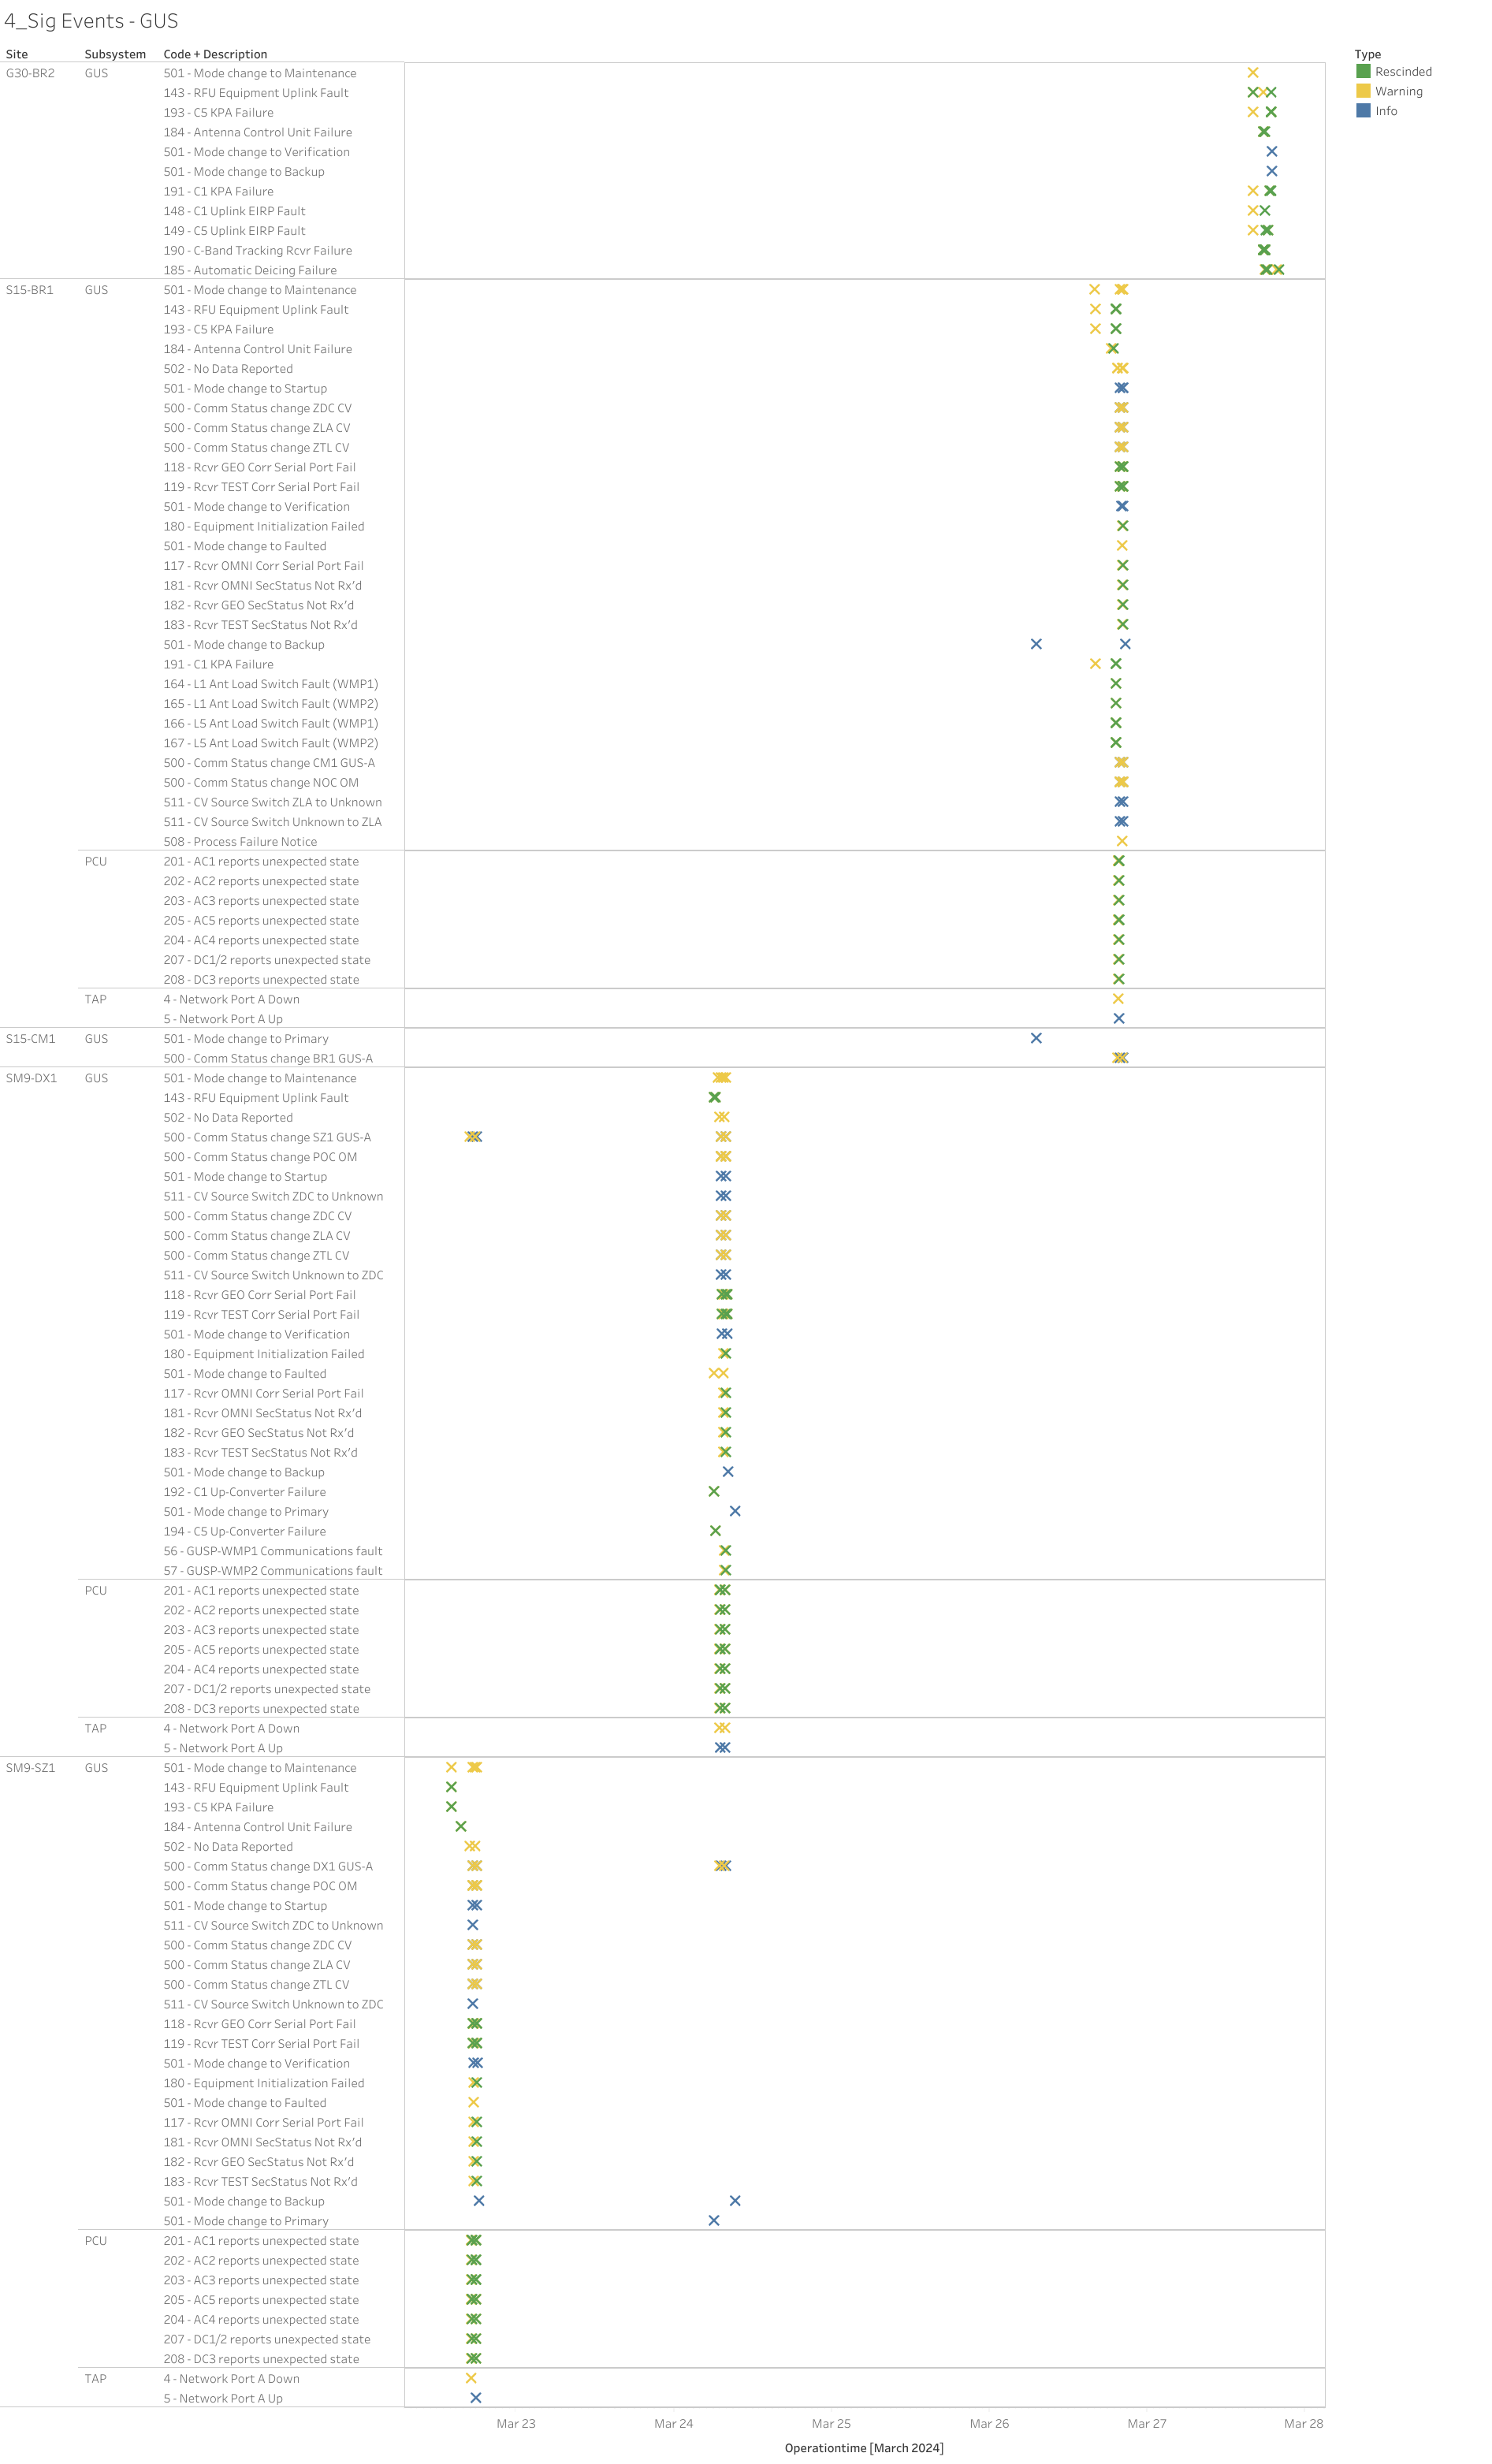 4_Sig Events - GUS
Site Subsystem Code + Description
Type
Rescinded
Warning
Info
G30-BR2 GUS 501 - Mode change to Maintenance
143 - RFU Equipment Uplink Fault
193 - C5 KPA Failure
184 - Antenna Control Unit Failure
501 - Mode change to Verification
501 - Mode change to Backup
191 - C1 KPA Failure
148 - C1 Uplink EIRP Fault
149 - C5 Uplink EIRP Fault
190 - C-Band Tracking Rcvr Failure
185 - Automatic Deicing Failure
S15-BR1 GUS 501 - Mode change to Maintenance
143 - RFU Equipment Uplink Fault
193 - C5 KPA Failure
184 - Antenna Control Unit Failure
502 - No Data Reported
501 - Mode change to Startup
500 - Comm Status change ZDC CV
500 - Comm Status change ZLA CV
500 - Comm Status change ZTL CV
118 - Rcvr GEO Corr Serial Port Fail
119 - Rcvr TEST Corr Serial Port Fail
501 - Mode change to Verification
180 - Equipment Initialization Failed
501 - Mode change to Faulted
117 - Rcvr OMNI Corr Serial Port Fail
181 - Rcvr OMNI SecStatus Not Rx'd
182 - Rcvr GEO SecStatus Not Rx'd
183 - Rcvr TEST SecStatus Not Rx'd
501 - Mode change to Backup
191 - C1 KPA Failure
164 - L1 Ant Load Switch Fault (WMP1)
165 - L1 Ant Load Switch Fault (WMP2)
166 - L5 Ant Load Switch Fault (WMP1)
167 - L5 Ant Load Switch Fault (WMP2)
500 - Comm Status change CM1 GUS-A
500 - Comm Status change NOC OM
511 - CV Source Switch ZLA to Unknown
511 - CV Source Switch Unknown to ZLA
508 - Process Failure Notice
PCU 201 - AC1 reports unexpected state
202 - AC2 reports unexpected state
203 - AC3 reports unexpected state
205 - AC5 reports unexpected state
204 - AC4 reports unexpected state
207 - DC1/2 reports unexpected state
208 - DC3 reports unexpected state
TAP 4 - Network Port A Down
5 - Network Port A Up
S15-CM1 GUS 501 - Mode change to Primary
500 - Comm Status change BR1 GUS-A
SM9-DX1 GUS 501 - Mode change to Maintenance
143 - RFU Equipment Uplink Fault
502 - No Data Reported
500 - Comm Status change SZ1 GUS-A
500 - Comm Status change POC OM
501 - Mode change to Startup
511 - CV Source Switch ZDC to Unknown
500 - Comm Status change ZDC CV
500 - Comm Status change ZLA CV
500 - Comm Status change ZTL CV
511 - CV Source Switch Unknown to ZDC
118 - Rcvr GEO Corr Serial Port Fail
119 - Rcvr TEST Corr Serial Port Fail
501 - Mode change to Verification
180 - Equipment Initialization Failed
501 - Mode change to Faulted
117 - Rcvr OMNI Corr Serial Port Fail
181 - Rcvr OMNI SecStatus Not Rx'd
182 - Rcvr GEO SecStatus Not Rx'd
183 - Rcvr TEST SecStatus Not Rx'd
501 - Mode change to Backup
192 - C1 Up-Converter Failure
501 - Mode change to Primary
194 - C5 Up-Converter Failure
56 - GUSP-WMP1 Communications fault
57 - GUSP-WMP2 Communications fault
PCU 201 - AC1 reports unexpected state
202 - AC2 reports unexpected state
203 - AC3 reports unexpected state
205 - AC5 reports unexpected state
204 - AC4 reports unexpected state
207 - DC1/2 reports unexpected state
208 - DC3 reports unexpected state
TAP 4 - Network Port A Down
5 - Network Port A Up
SM9-SZ1 GUS 501 - Mode change to Maintenance
143 - RFU Equipment Uplink Fault
193 - C5 KPA Failure
184 - Antenna Control Unit Failure
502 - No Data Reported
500 - Comm Status change DX1 GUS-A
500 - Comm Status change POC OM
501 - Mode change to Startup
511 - CV Source Switch ZDC to Unknown
500 - Comm Status change ZDC CV
500 - Comm Status change ZLA CV
500 - Comm Status change ZTL CV
511 - CV Source Switch Unknown to ZDC
118 - Rcvr GEO Corr Serial Port Fail
119 - Rcvr TEST Corr Serial Port Fail
501 - Mode change to Verification
180 - Equipment Initialization Failed
501 - Mode change to Faulted
117 - Rcvr OMNI Corr Serial Port Fail
181 - Rcvr OMNI SecStatus Not Rx'd
182 - Rcvr GEO SecStatus Not Rx'd
183 - Rcvr TEST SecStatus Not Rx'd
501 - Mode change to Backup
501 - Mode change to Primary
PCU 201 - AC1 reports unexpected state
202 - AC2 reports unexpected state
203 - AC3 reports unexpected state
205 - AC5 reports unexpected state
204 - AC4 reports unexpected state
207 - DC1/2 reports unexpected state
208 - DC3 reports unexpected state
TAP 4 - Network Port A Down
5 - Network Port A Up
Mar 23 Mar 24 Mar 25 Mar 26 Mar 27 Mar 28
Operationtime [March 2024]